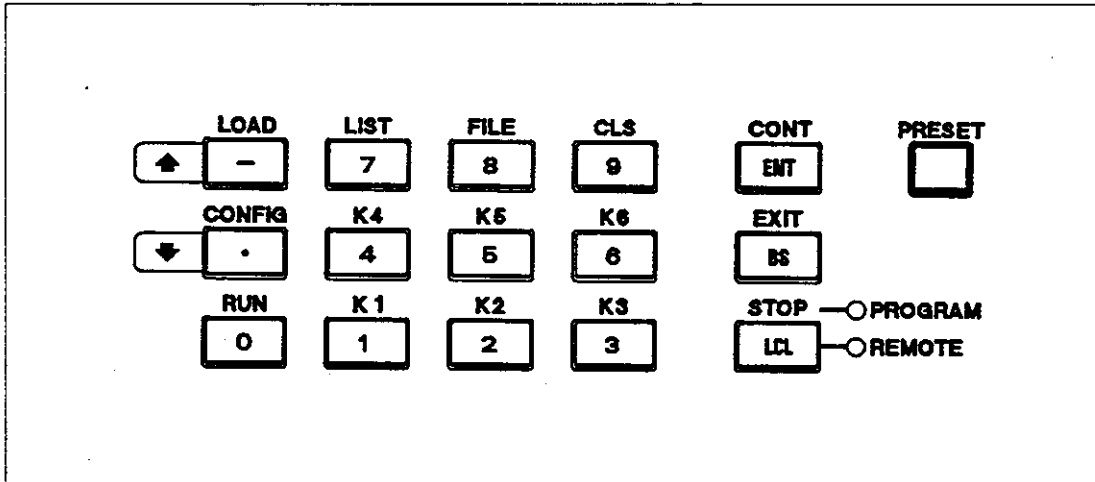 LOAD LIST FILE CLS CONT PRESET
- 7 8 9 ENT
CONFIG K4 K5 K6 EXIT
. 4 5 6 BS
RUN K1 K2 K3 STOP PROGRAM
0 1 2 3 LCL REMOTE